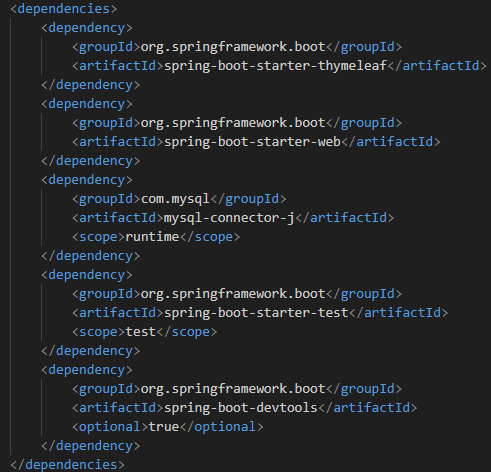 <dependencies>
<dependency>
<groupId>org.springframework.boot</groupId>
<artifactId>spring-boot-starter-thymeleaf</artifactId>
</dependency>
<dependency>
<groupId>org.springframework.boot</groupId>
<artifactId>spring-boot-starter-web</artifactId>
</dependency>
<dependency>
<groupId>com.mysql</groupId>
<artifactId>mysql-connector-j</artifactId>
<scope>runtime</scope>
</dependency>
<dependency>
<groupId>org.springframework.boot</groupId>
<artifactId>spring-boot-starter-test</artifactId>
<scope>test</scope>
</dependency>
<dependency>
<groupId>org.springframework.boot</groupId>
<artifactId>spring-boot-devtools</artifactId>
<optional>true</optional>
</dependency>
</dependencies>